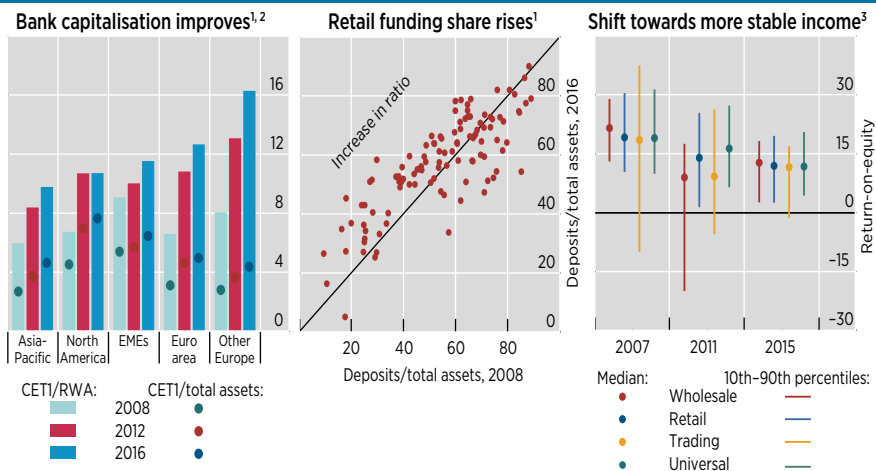 Bank capitalisation improves1, 2
16
12
8
4
0
Asia-
Pacific
North
America
EMEs
Euro
area
Other
Europe
CET1/RWA:
CET1/total assets:
2008
2012
2016
Retail funding share rises1
Increase in ratio
80
60
40
20
0
Deposits/total assets, 2016
20
40
60
80
Deposits/total assets, 2008
Shift towards more stable income3
30
15
0
–15
–30
Return-on-equity
2007
2011
2015
Median:
10th–90th percentiles:
Wholesale
Retail
Trading
Universal